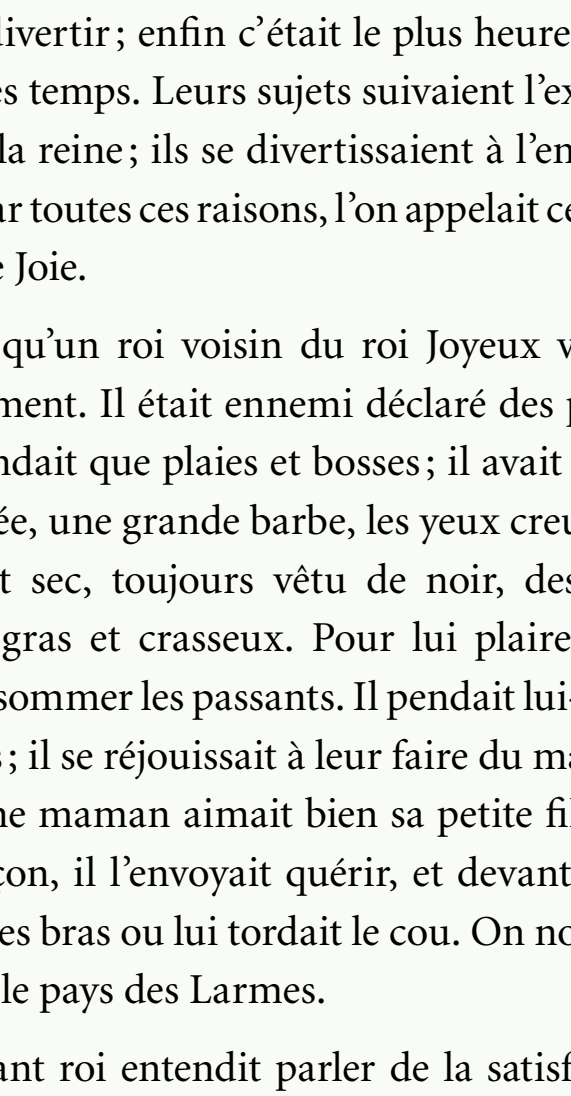 divertir ; enfin c’était le plus heure
es temps. Leurs sujets suivaient l’ex
la reine ; ils se divertissaient à l’en
ar toutes ces raisons, l’on appelait ce
e Joie.
qu’un roi voisin du roi Joyeux v
ment. Il était ennemi déclaré des p
ndait que plaies et bosses ; il avait
ée, une grande barbe, les yeux creu
t sec, toujours vêtu de noir, des
gras et crasseux. Pour lui plaire
sommer les passants. Il pendait lui-
s ; il se réjouissait à leur faire du ma
ne maman aimait bien sa petite fil
çon, il l’envoyait quérir, et devant
es bras ou lui tordait le cou. On no
le pays des Larmes.
ant roi entendit parler de la satisf